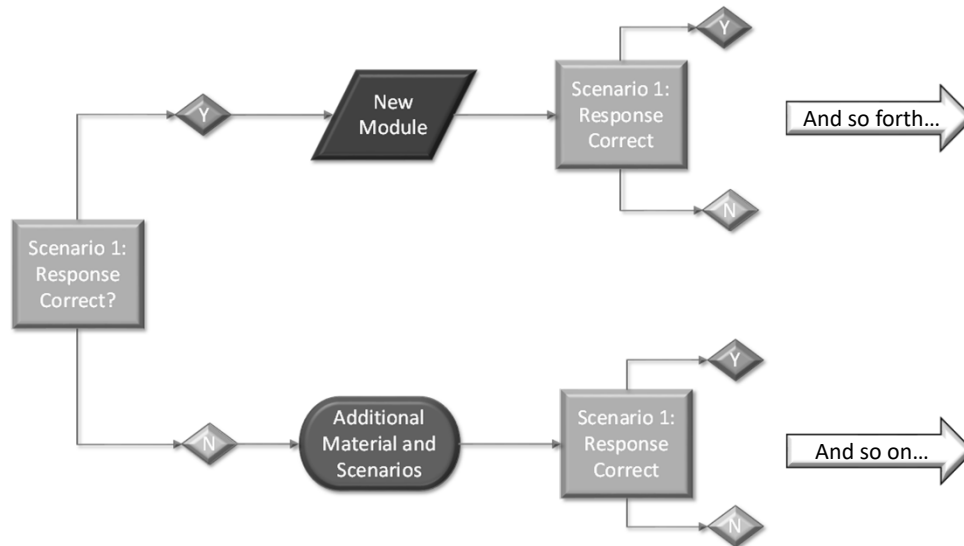 Y
Y
New
Module
Scenario 1:
Response
Correct
And so forth…
N
Scenario 1:
Response
Correct?
Y
N
Additional
Material and
Scenarios
Scenario 1:
Response
Correct
And so on…
N